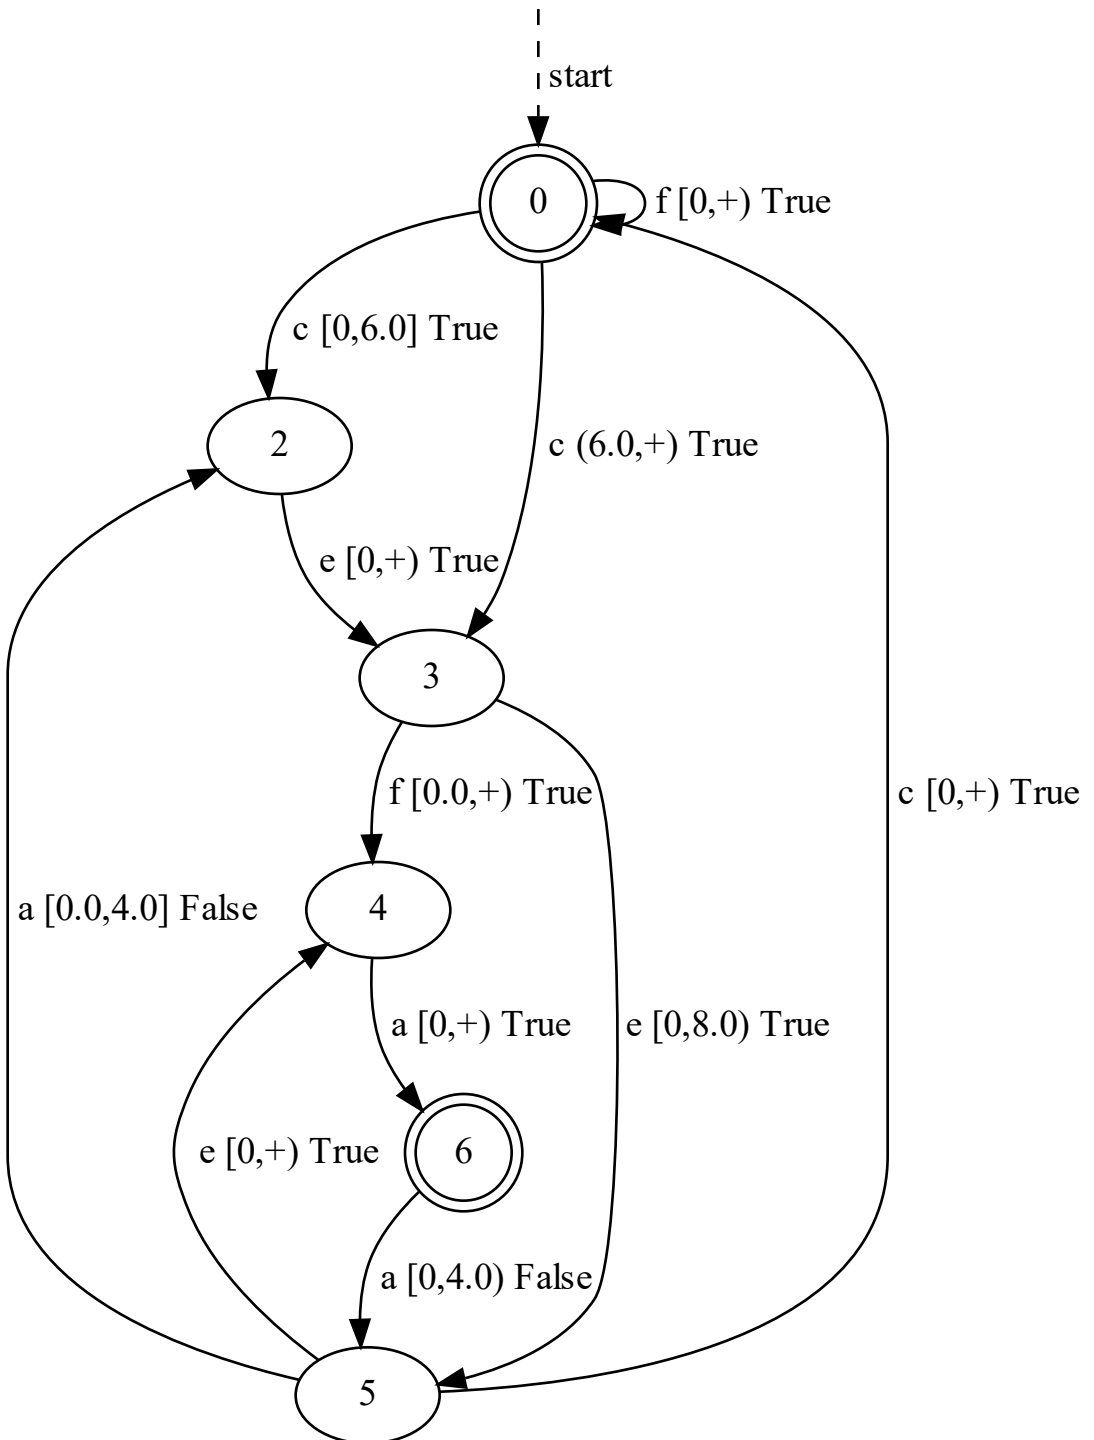 start
0
f [0,+) True
c [0,6.0] True
2
c (6.0,+) True
e [0,+) True
3
f [0.0,+) True
c [0,+) True
a [0.0,4.0] False
4
a [0,+) True
e [0,8.0) True
e [0,+) True
6
a [0,4.0) False
5